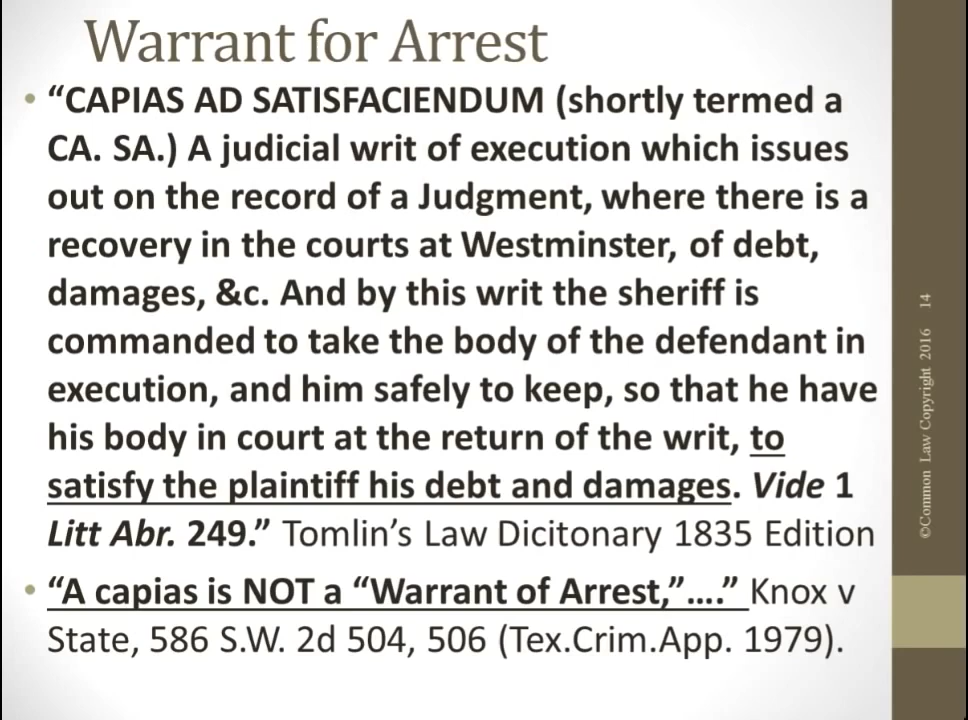 Warrant for Arrest
• “CAPIAS AD SATISFACIENDUM (shortly termed a
CA. SA.) A judicial writ of execution which issues
out on the record of a Judgment, where there is a
recovery in the courts at Westminster, of debt,
damages, &c. And by this writ the sheriff is
commanded to take the body of the defendant in
execution, and him safely to keep, so that he have
his body in court at the return of the writ, to
satisfy the plaintiff his debt and damages. Vide 1
Litt Abr. 249.” Tomlin’s Law Dicitonary 1835 Edition
• “A capias is NOT a “Warrant of Arrest,”....” Knox v
State, 586 S.W. 2d 504, 506 (Tex.Crim.App. 1979).
©Common Law Copyright 2016 14